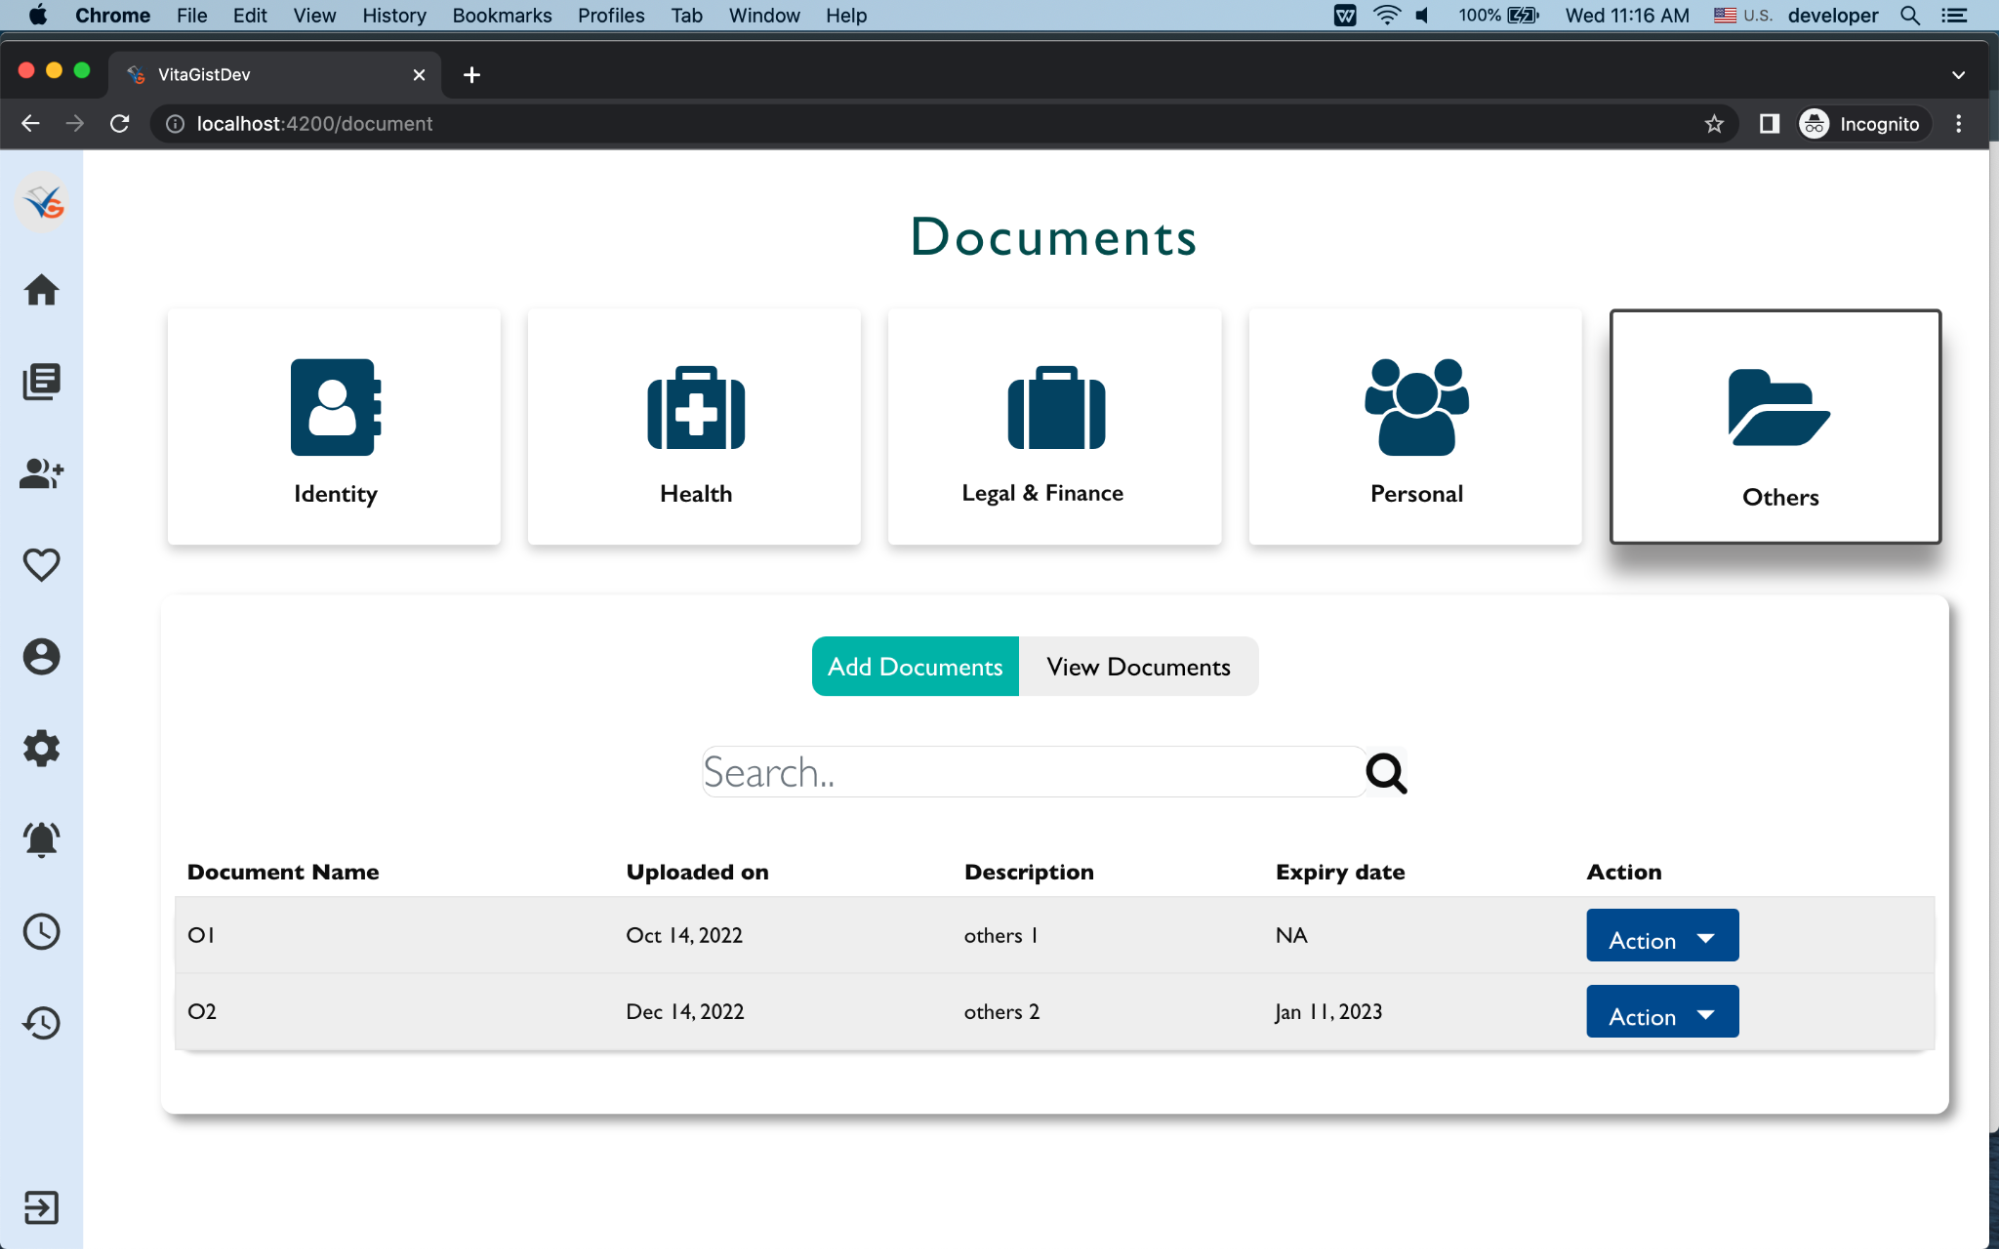 Chrome File Edit View History Bookmarks Profiles Tab Window Help 100% Wed 11:16 AM U.S. developer
VitaGistDev
localhost:4200/document Incognito
Documents
Identity Health Legal & Finance Personal Others
Add Documents View Documents
Search..
Document Name Uploaded on Description Expiry date Action
O1 Oct 14, 2022 others 1 NA Action
O2 Dec 14, 2022 others 2 Jan 11, 2023 Action